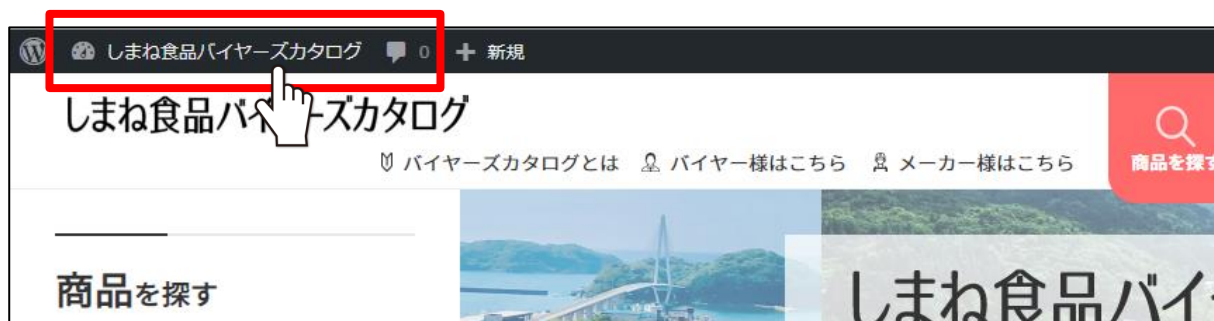 しまね食品バイヤーズカタログ 0 新規
しまね食品バイヤーズカタログ
バイヤーズカタログとは バイヤー様はこちら メーカー様はこちら
商品を探す
商品を探す
しまね食品バイ